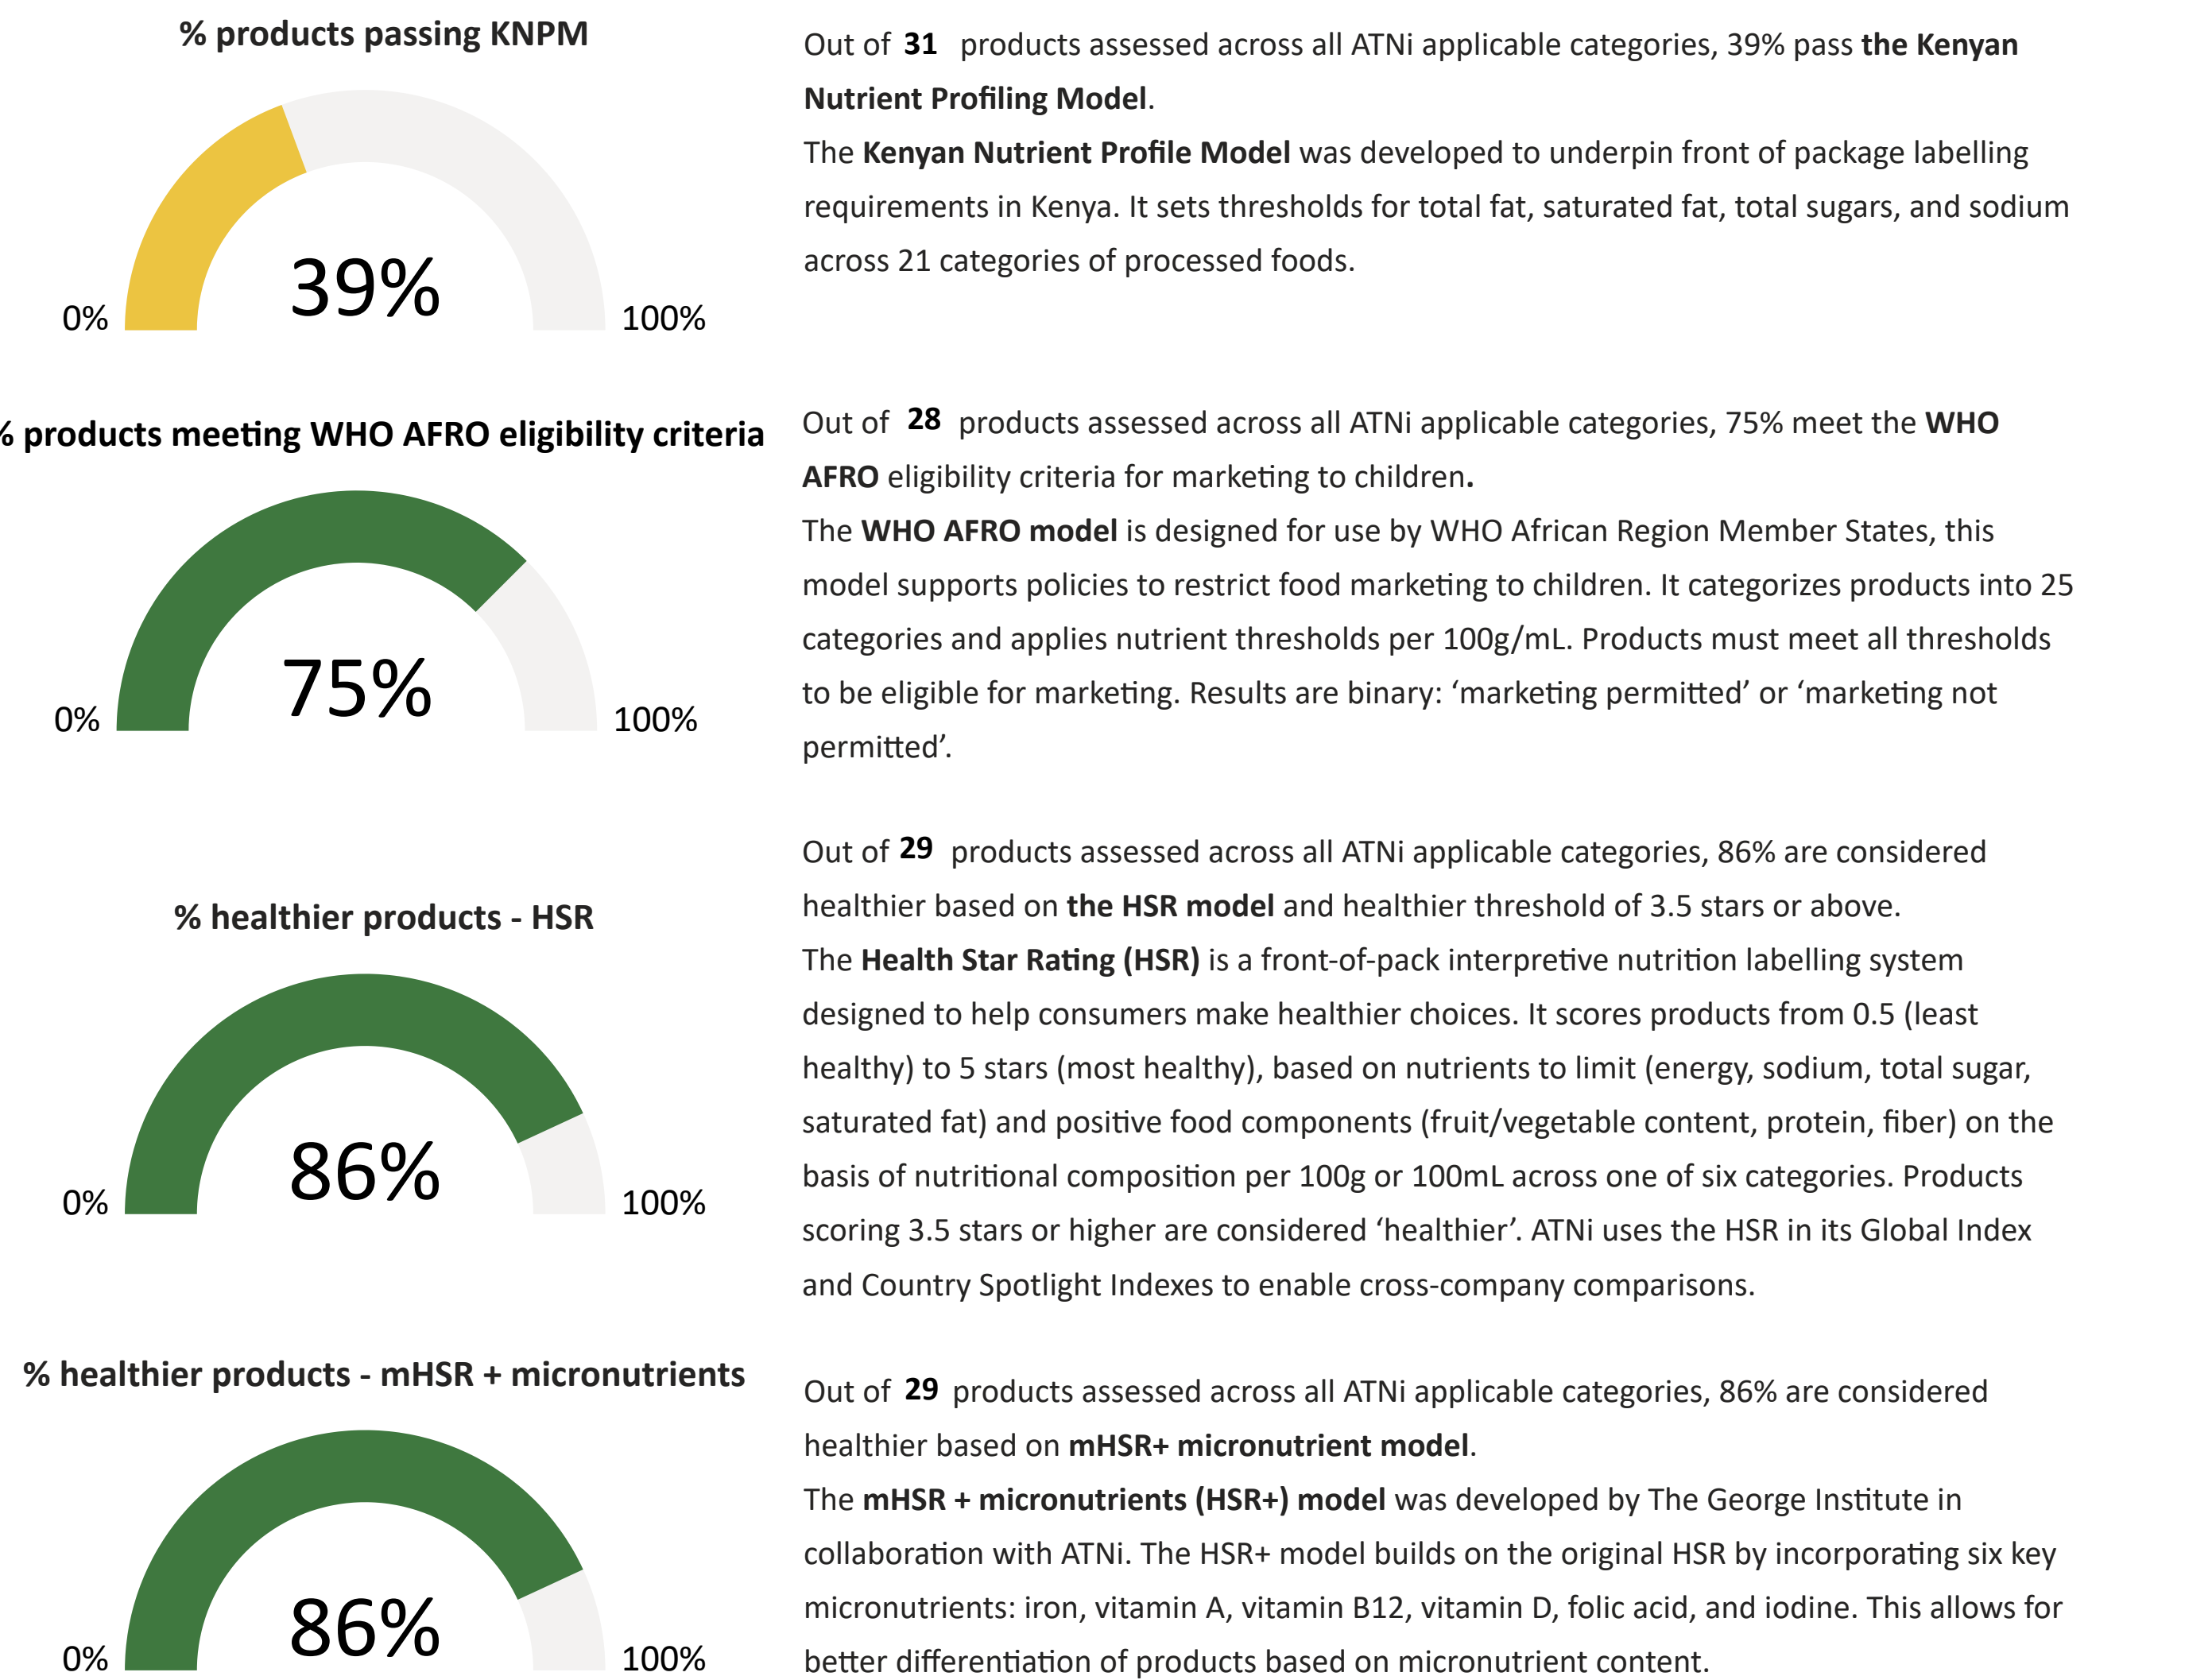 % products passing KNPM
39%
0%
100%
Out of 31 products assessed across all ATNi applicable categories, 39% pass the Kenyan
Nutrient Profiling Model.
The Kenyan Nutrient Profile Model was developed to underpin front of package labelling
requirements in Kenya. It sets thresholds for total fat, saturated fat, total sugars, and sodium
across 21 categories of processed foods.
% products meeting WHO AFRO eligibility criteria
75%
0%
100%
Out of 28 products assessed across all ATNi applicable categories, 75% meet the WHO
AFRO eligibility criteria for marketing to children.
The WHO AFRO model is designed for use by WHO African Region Member States, this
model supports policies to restrict food marketing to children. It categorizes products into 25
categories and applies nutrient thresholds per 100g/mL. Products must meet all thresholds
to be eligible for marketing. Results are binary: ‘marketing permitted’ or ‘marketing not
permitted’.
% healthier products - HSR
86%
0%
100%
Out of 29 products assessed across all ATNi applicable categories, 86% are considered
healthier based on the HSR model and healthier threshold of 3.5 stars or above.
The Health Star Rating (HSR) is a front-of-pack interpretive nutrition labelling system
designed to help consumers make healthier choices. It scores products from 0.5 (least
healthy) to 5 stars (most healthy), based on nutrients to limit (energy, sodium, total sugar,
saturated fat) and positive food components (fruit/vegetable content, protein, fiber) on the
basis of nutritional composition per 100g or 100mL across one of six categories. Products
scoring 3.5 stars or higher are considered ‘healthier’. ATNi uses the HSR in its Global Index
and Country Spotlight Indexes to enable cross-company comparisons.
% healthier products - mHSR + micronutrients
86%
0%
100%
Out of 29 products assessed across all ATNi applicable categories, 86% are considered
healthier based on mHSR+ micronutrient model.
The mHSR + micronutrients (HSR+) model was developed by The George Institute in
collaboration with ATNi. The HSR+ model builds on the original HSR by incorporating six key
micronutrients: iron, vitamin A, vitamin B12, vitamin D, folic acid, and iodine. This allows for
better differentiation of products based on micronutrient content.